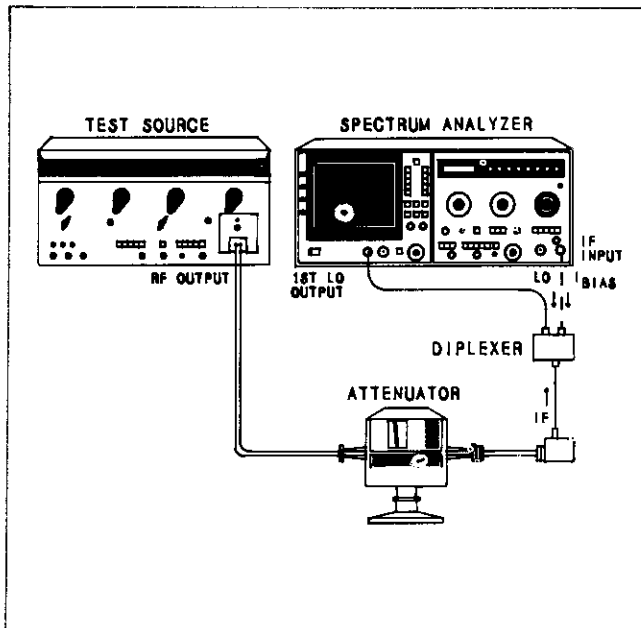 TEST SOURCE
SPECTRUM ANALYZER
RF OUTPUT
1ST LO
OUTPUT
IF
INPUT
LO
I BIAS
DIPLEXER
IF
ATTENUATOR